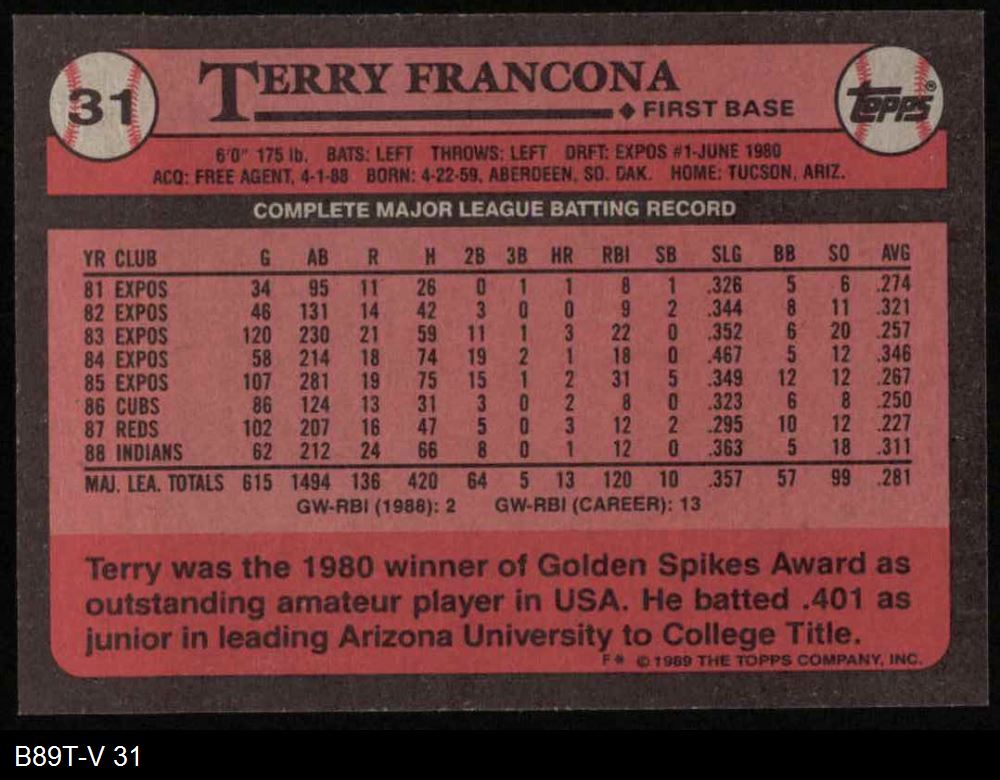 31
TERRY FRANCONA
◆ FIRST BASE
Topps®
6'0" 175 lb. BATS: LEFT THROWS: LEFT DRFT: EXPOS #1-JUNE 1980
ACQ: FREE AGENT, 4-1-88 BORN: 4-22-59, ABERDEEN, SO. DAK. HOME: TUCSON, ARIZ.
COMPLETE MAJOR LEAGUE BATTING RECORD
YR CLUB G AB R H 2B 3B HR RBI SB SLG BB SO AVG
81 EXPOS 34 95 11 26 0 1 1 8 1 .326 5 6 .274
82 EXPOS 46 131 14 42 3 0 0 9 2 .344 8 11 .321
83 EXPOS 120 230 21 59 11 1 3 22 0 .352 6 20 .257
84 EXPOS 58 214 18 74 19 2 1 18 0 .467 5 12 .346
85 EXPOS 107 281 19 75 15 1 2 31 5 .349 12 12 .267
86 CUBS 86 124 13 31 3 0 2 8 0 .323 6 8 .250
87 REDS 102 207 16 47 5 0 3 12 2 .295 10 12 .227
88 INDIANS 62 212 24 66 8 0 1 12 0 .363 5 18 .311
MAJ. LEA. TOTALS 615 1494 136 420 64 5 13 120 10 .357 57 99 .281
GW-RBI (1988): 2 GW-RBI (CAREER): 13
Terry was the 1980 winner of Golden Spikes Award as
outstanding amateur player in USA. He batted .401 as
junior in leading Arizona University to College Title.
F* © 1989 THE TOPPS COMPANY, INC.
B89T-V 31